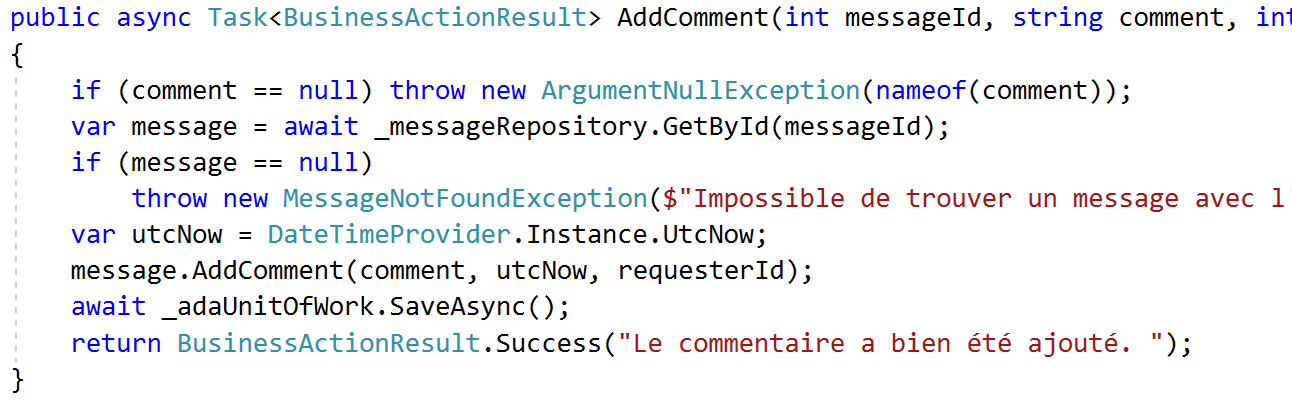 public async Task<BusinessActionResult> AddComment(int messageId, string comment, int
{
if (comment == null) throw new ArgumentNullException(nameof(comment));
var message = await _messageRepository.GetById(messageId);
if (message == null)
throw new MessageNotFoundException($"Impossible de trouver un message avec l'
var utcNow = DateTimeProvider.Instance.UtcNow;
message.AddComment(comment, utcNow, requesterId);
await _adaUnitOfWork.SaveAsync();
return BusinessActionResult.Success("Le commentaire a bien été ajouté. ");
}